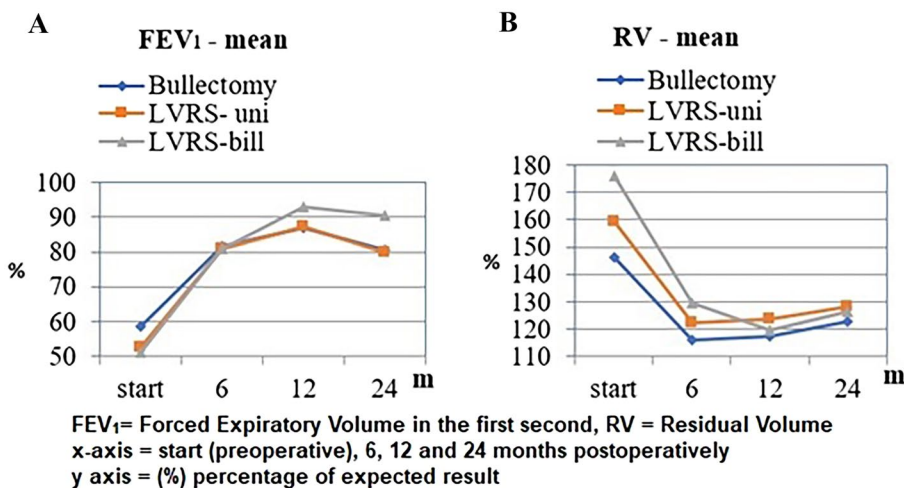 A
FEV₁ - mean
Bullectomy
LVRS- uni
LVRS-bill
100
90
80
70
60
50
%
start 6 12 24 m
B
RV - mean
Bullectomy
LVRS-uni
LVRS-bill
180
170
160
150
140
130
120
110
%
start 6 12 24 m
FEV₁= Forced Expiratory Volume in the first second, RV = Residual Volume
x-axis = start (preoperative), 6, 12 and 24 months postoperatively
y axis = (%) percentage of expected result